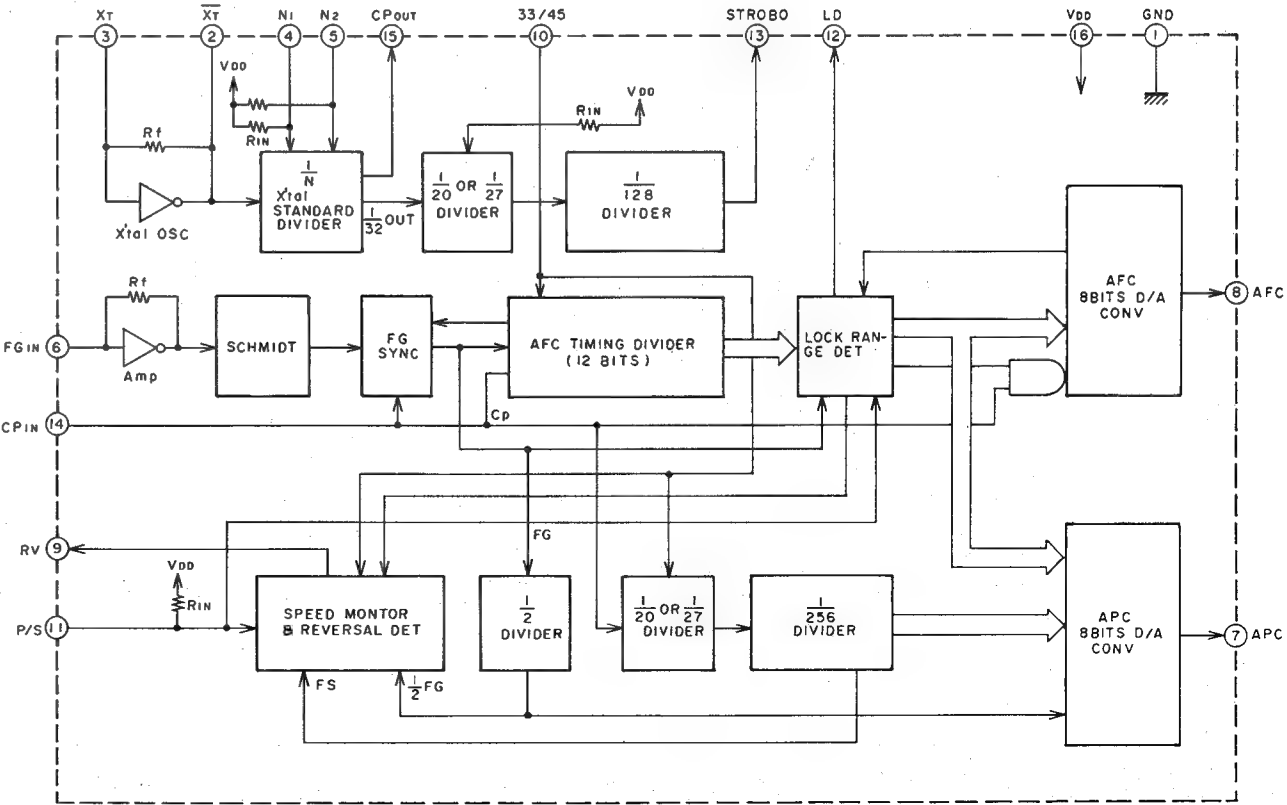 XT X̅T̅ N1 N2 CPOUT 33/45 STROBO LD VDD GND
3 2 4 5 15 10 13 12 16 1
VDD
RIN
VDD
RIN
Rf
X'tal OSC
1/N
X'tal
STANDARD
DIVIDER
1/32 OUT
1/20 OR 1/27
DIVIDER
1/128
DIVIDER
AFC
8BITS D/A
CONV
8 AFC
FGIN 6
Rf
Amp
SCHMIDT
FG
SYNC
AFC TIMING DIVIDER
(12 BITS)
LOCK RAN-
GE DET
CPIN 14
CP
FG
RV 9
VDD
RIN
P/S 11
SPEED MONTOR
& REVERSAL DET
1/2
DIVIDER
1/20 OR 1/27
DIVIDER
1/256
DIVIDER
APC
8BITS D/A
CONV
7 APC
FS
1/2 FG